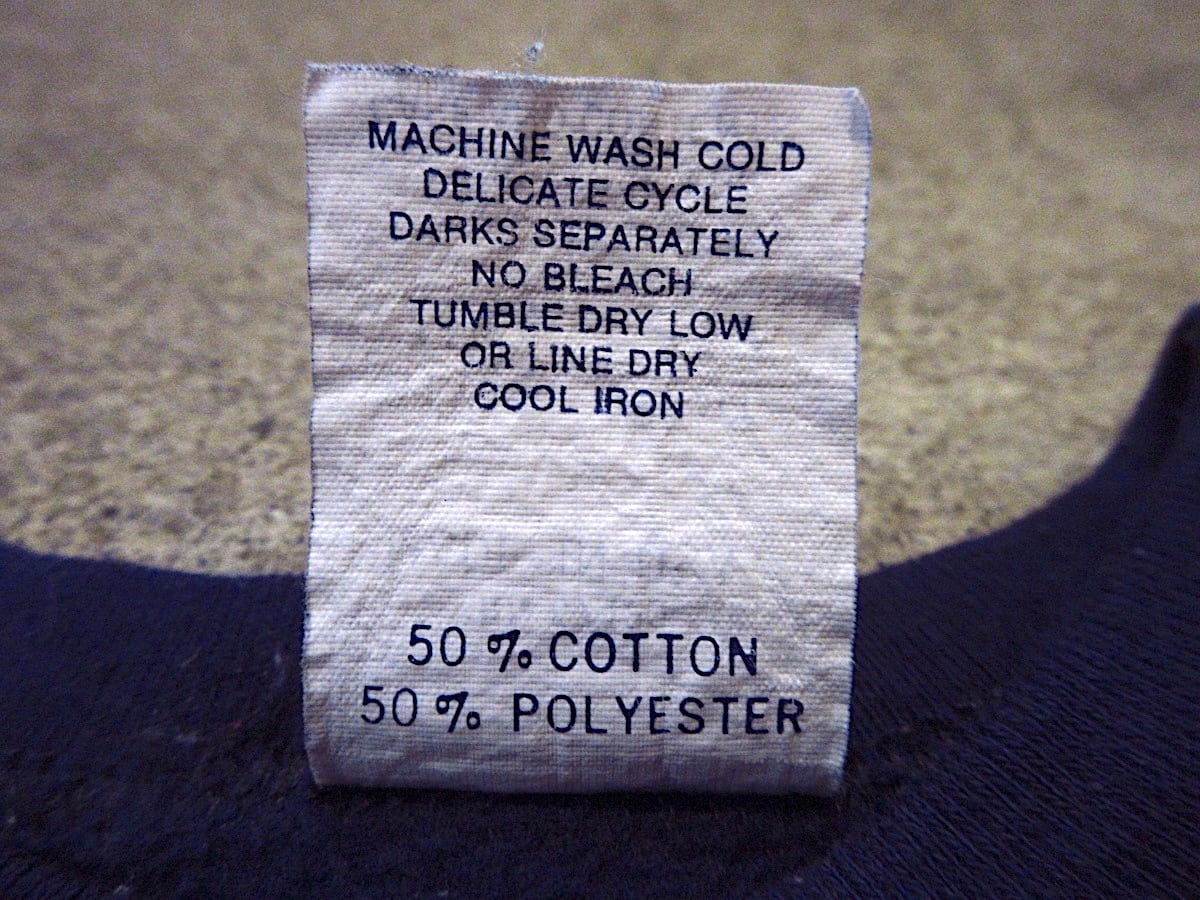 MACHINE WASH COLD
DELICATE CYCLE
DARKS SEPARATELY
NO BLEACH
TUMBLE DRY LOW
OR LINE DRY
COOL IRON
50 % COTTON
50 % POLYESTER